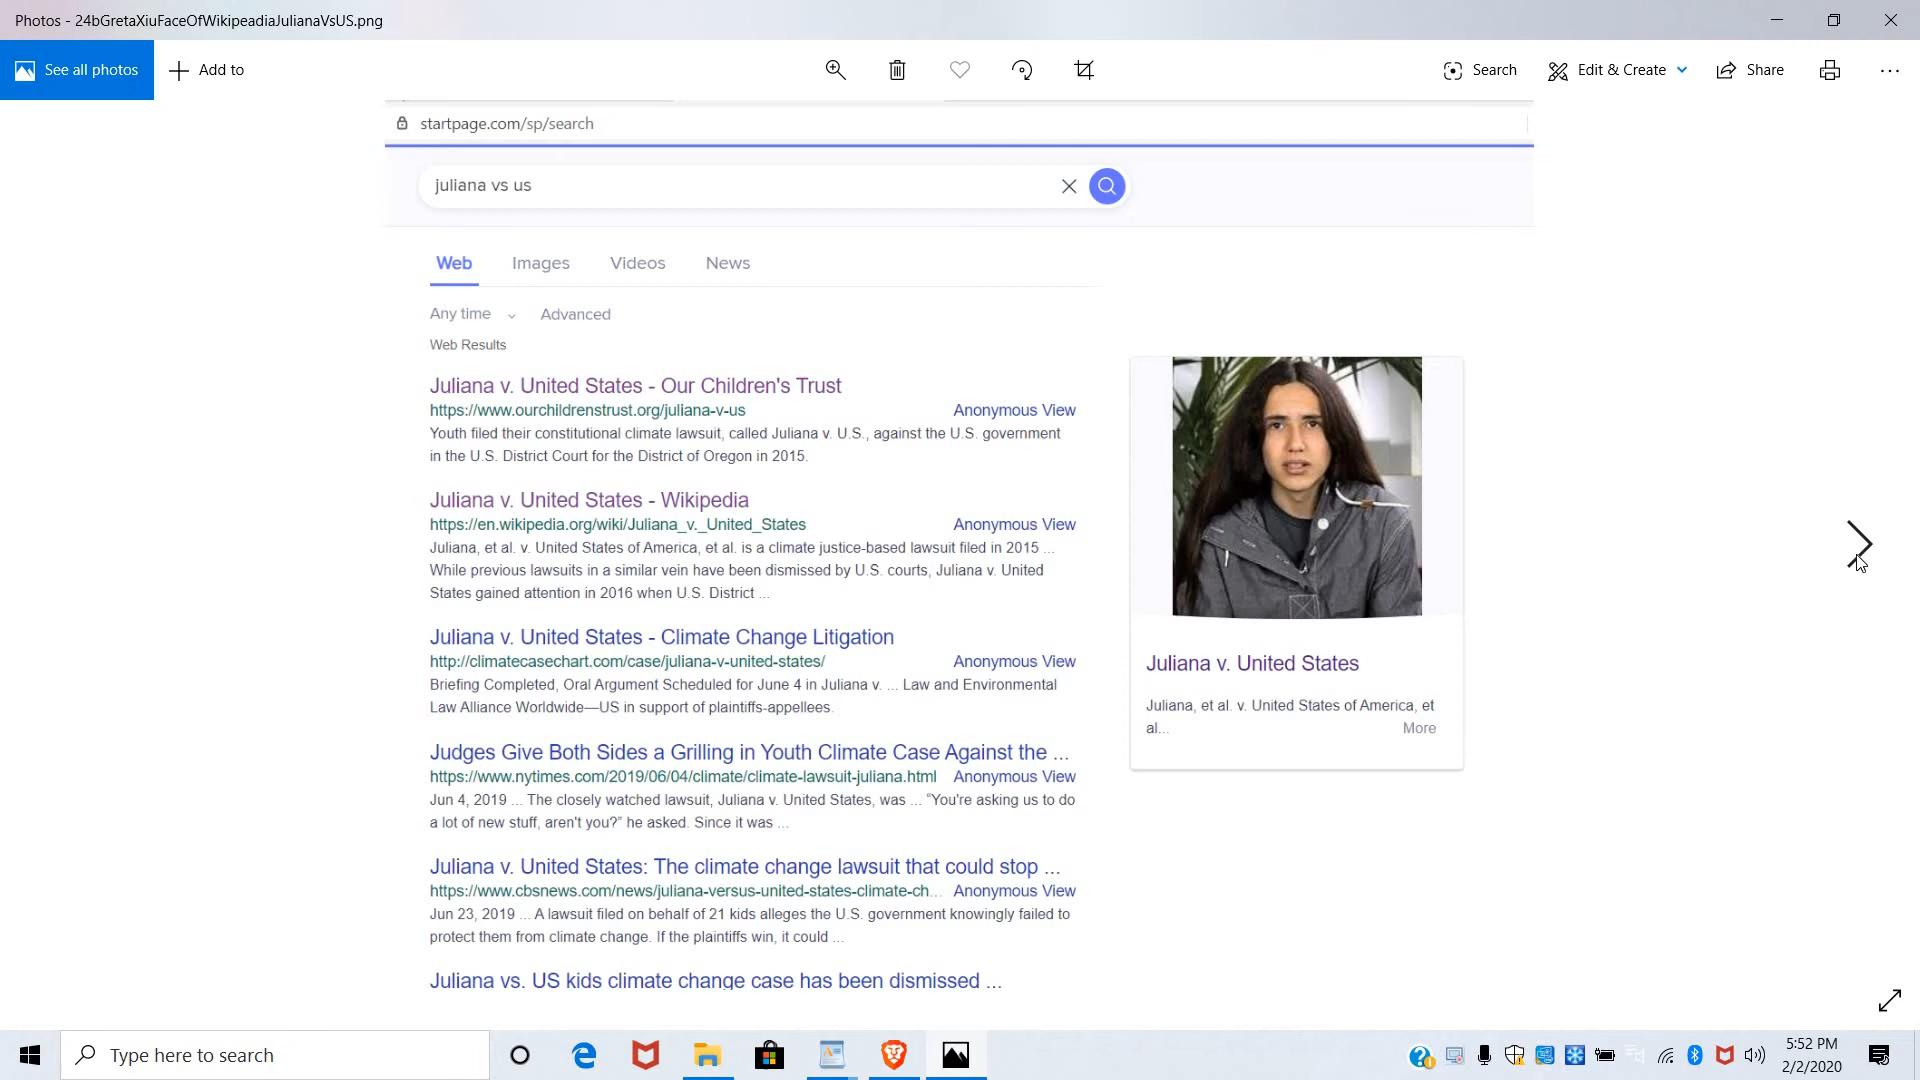 Photos - 24bGretaXiuFaceOfWikipeadiaJulianaVsUS.png
See all photos
Add to
Search
Edit & Create
Share
startpage.com/sp/search
juliana vs us
Web Images Videos News
Any time Advanced
Web Results
Juliana v. United States - Our Children's Trust
https://www.ourchildrenstrust.org/juliana-v-us Anonymous View
Youth filed their constitutional climate lawsuit, called Juliana v. U.S., against the U.S. government
in the U.S. District Court for the District of Oregon in 2015.
Juliana v. United States - Wikipedia
https://en.wikipedia.org/wiki/Juliana_v._United_States Anonymous View
Juliana, et al. v. United States of America, et al. is a climate justice-based lawsuit filed in 2015 ...
While previous lawsuits in a similar vein have been dismissed by U.S. courts, Juliana v. United
States gained attention in 2016 when U.S. District ...
Juliana v. United States - Climate Change Litigation
http://climatecasechart.com/case/juliana-v-united-states/ Anonymous View
Briefing Completed, Oral Argument Scheduled for June 4 in Juliana v. ... Law and Environmental
Law Alliance Worldwide—US in support of plaintiffs-appellees.
Judges Give Both Sides a Grilling in Youth Climate Case Against the ...
https://www.nytimes.com/2019/06/04/climate/climate-lawsuit-juliana.html Anonymous View
Jun 4, 2019 ... The closely watched lawsuit, Juliana v. United States, was ... “You're asking us to do
a lot of new stuff, aren't you?” he asked. Since it was ...
Juliana v. United States: The climate change lawsuit that could stop ...
https://www.cbsnews.com/news/juliana-versus-united-states-climate-ch... Anonymous View
Jun 23, 2019 ... A lawsuit filed on behalf of 21 kids alleges the U.S. government knowingly failed to
protect them from climate change. If the plaintiffs win, it could ...
Juliana vs. US kids climate change case has been dismissed ...
Juliana v. United States
Juliana, et al. v. United States of America, et
al... More
Type here to search
5:52 PM
2/2/2020